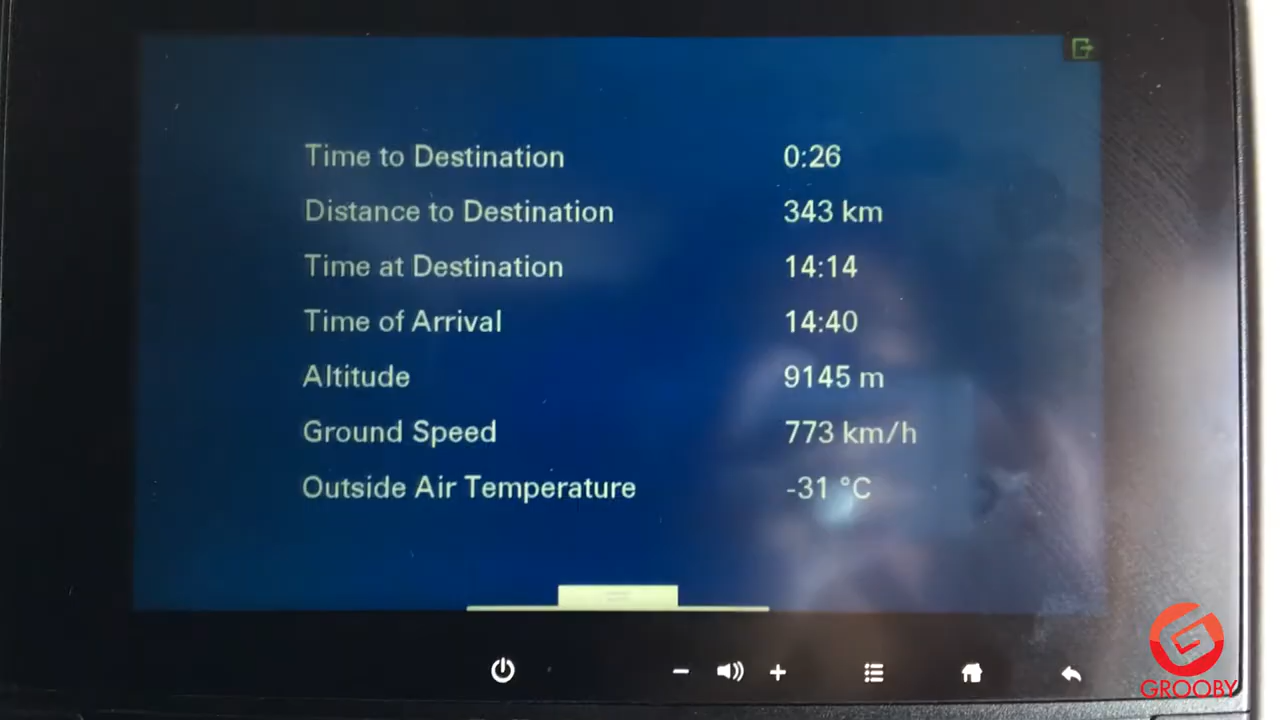 Time to Destination 0:26
Distance to Destination 343 km
Time at Destination 14:14
Time of Arrival 14:40
Altitude 9145 m
Ground Speed 773 km/h
Outside Air Temperature -31 °C
GROOBY